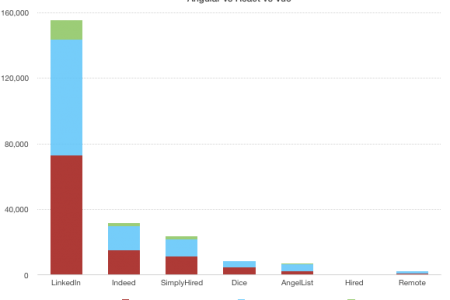 Angular vs React vs Vue
160,000
120,000
80,000
40,000
0
LinkedIn Indeed SimplyHired Dice AngelList Hired Remote